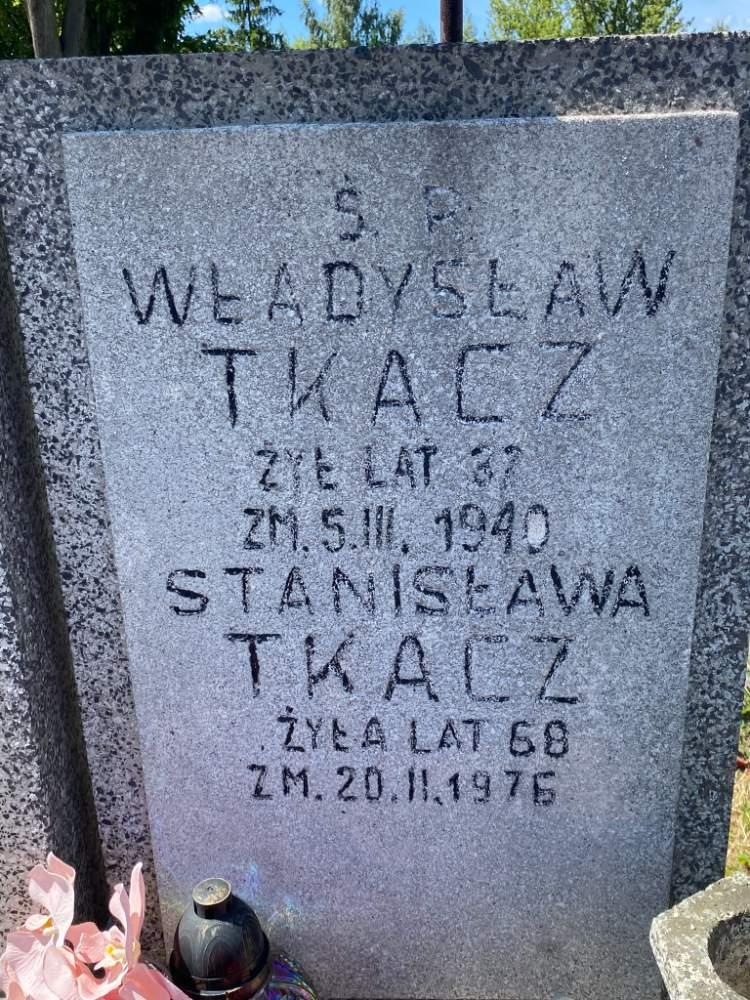 Ś. P.
WŁADYSŁAW
TKACZ
ŻYŁ LAT 37
ZM. 5.III. 1940
STANISŁAWA
TKACZ
ŻYŁA LAT 68
ZM. 20.II.1976